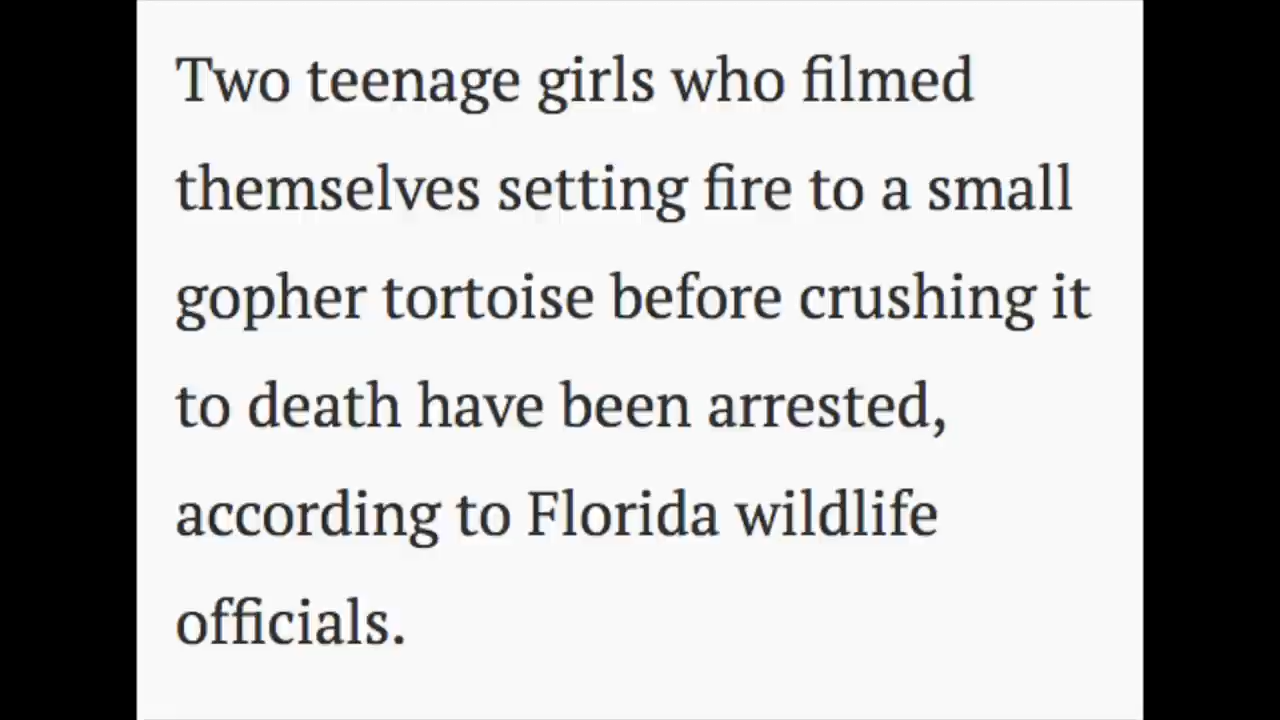 Two teenage girls who filmed
themselves setting fire to a small
gopher tortoise before crushing it
to death have been arrested,
according to Florida wildlife
officials.